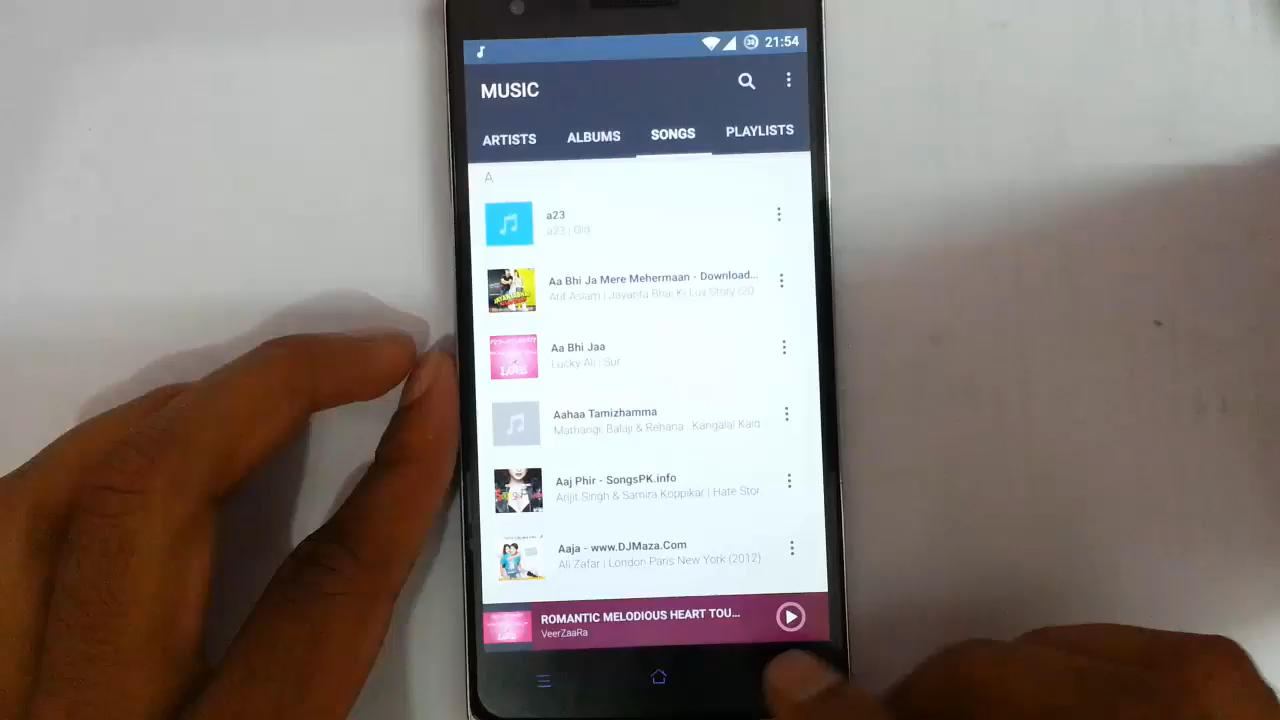 38 21:54
MUSIC
ARTISTS ALBUMS SONGS PLAYLISTS
A
a23
a23 | Old
Aa Bhi Ja Mere Mehermaan - Download...
Atif Aslam | Jayanta Bhai Ki Luv Story (20
Aa Bhi Jaa
Lucky Ali | Sur
Aahaa Tamizhamma
Mathangi, Balaji & Rehana | Kangalal Kaid
Aaj Phir - SongsPK.info
Arijit Singh & Samira Koppikar | Hate Stor
Aaja - www.DJMaza.Com
Ali Zafar | London Paris New York (2012)
ROMANTIC MELODIOUS HEART TOU...
VeerZaaRa